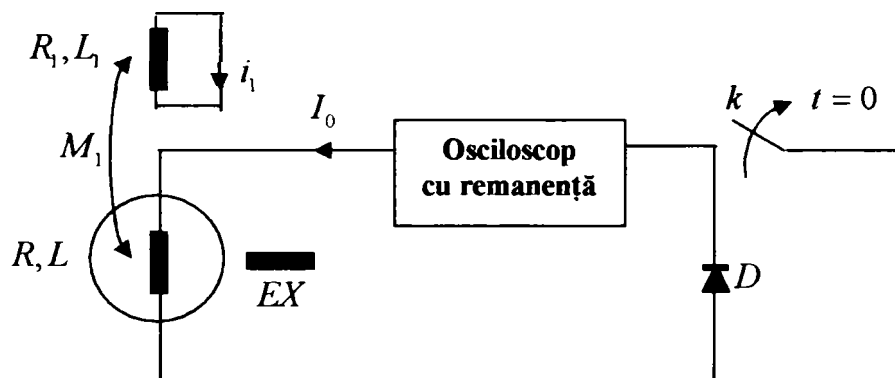 R₁, L₁
i₁
M₁
I₀
Osciloscop
cu remanență
k
t = 0
R, L
EX
D